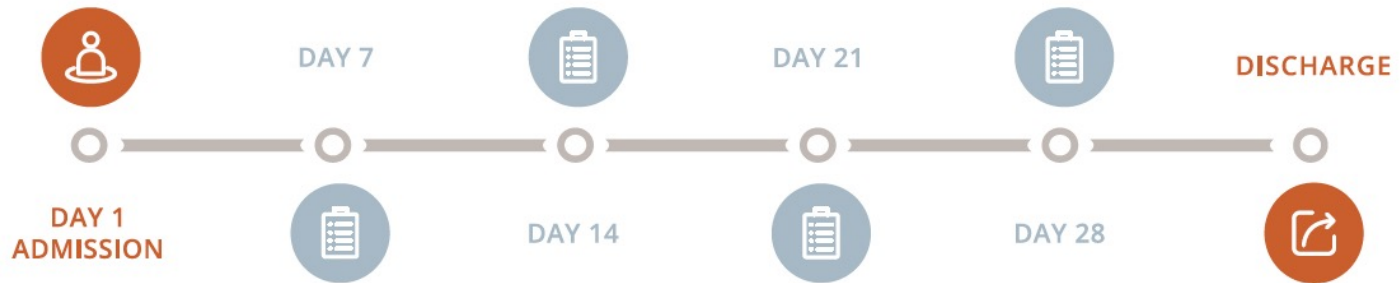 DAY 1
ADMISSION
DAY 7
DAY 14
DAY 21
DAY 28
DISCHARGE